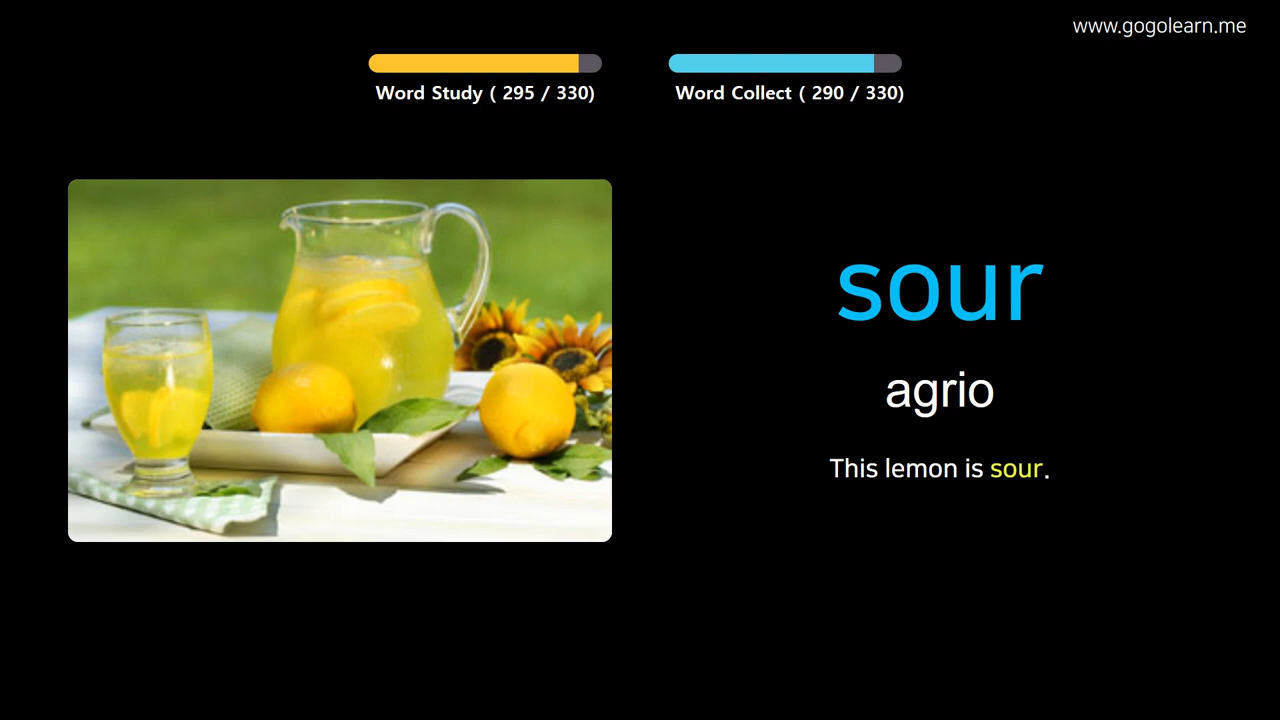 www.gogolearn.me
Word Study ( 295 / 330)
Word Collect ( 290 / 330)
sour
agrio
This lemon is sour.